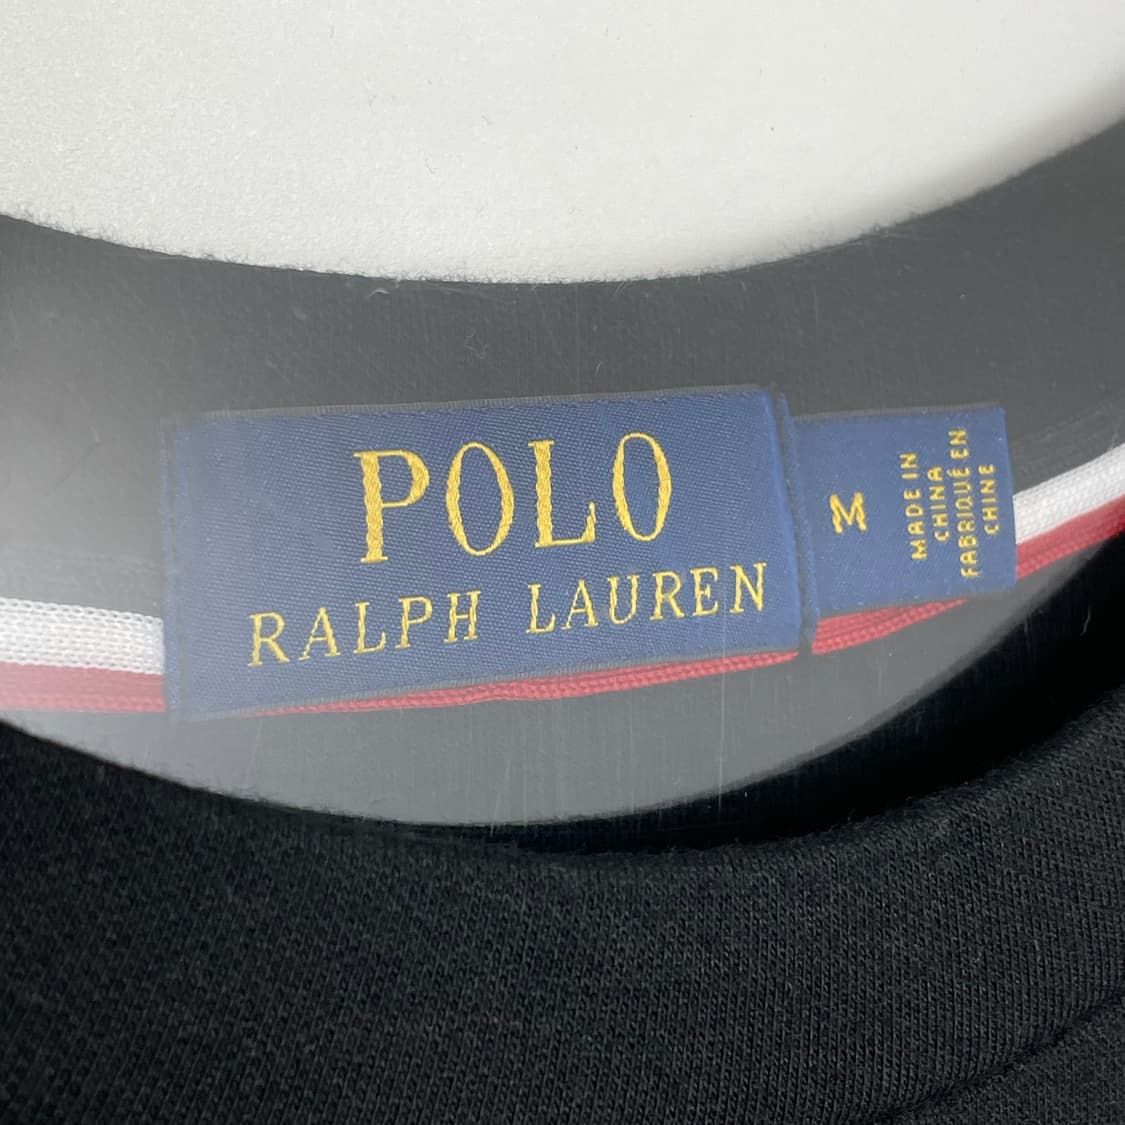 POLO
RALPH LAUREN
M
MADE IN
CHINA
FABRIQUÉ EN
CHINE